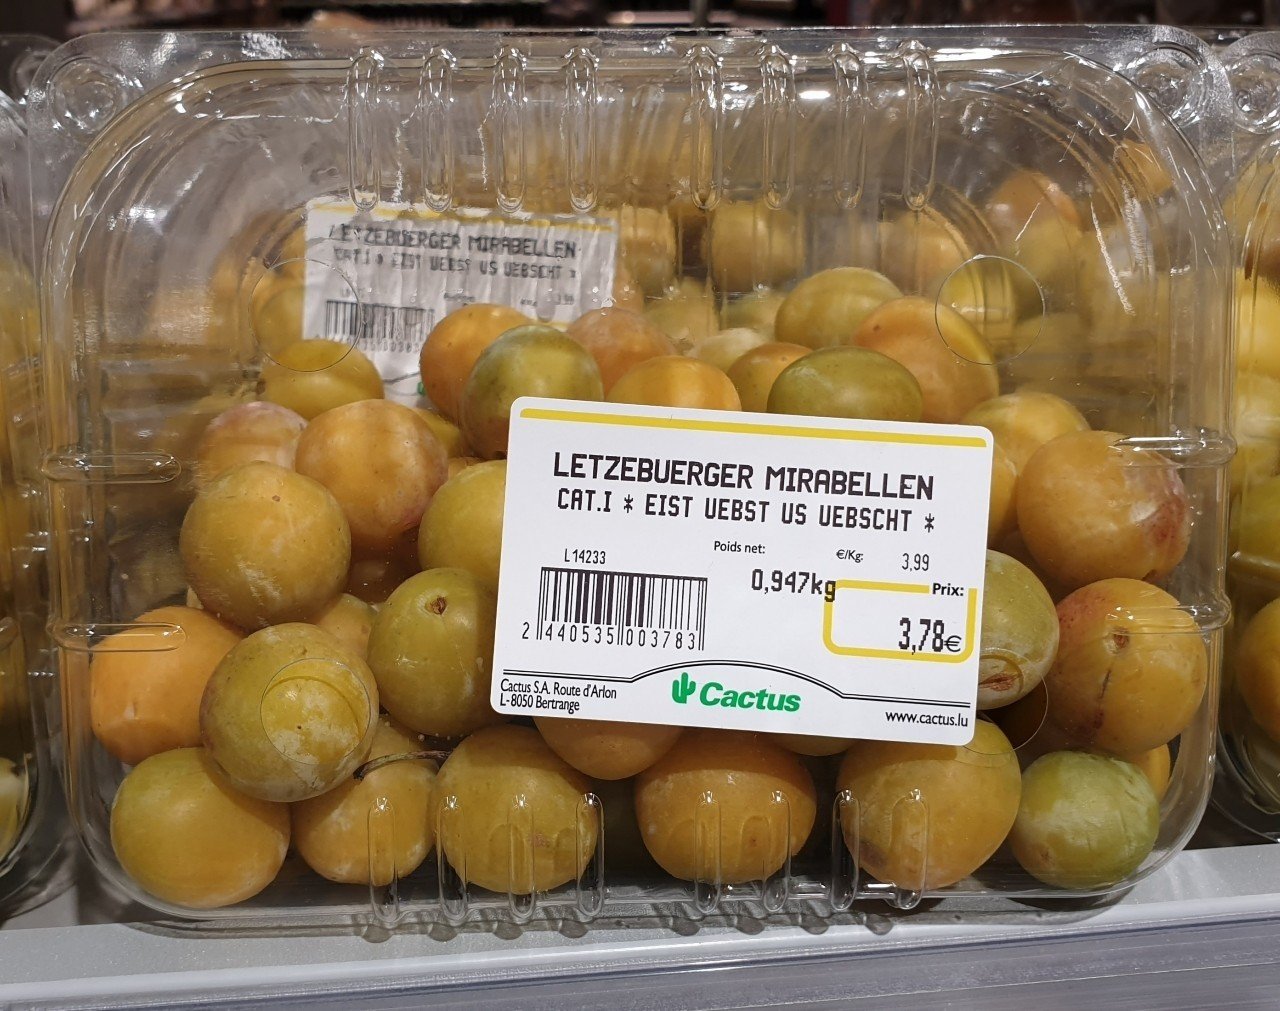 LETZEBUERGER MIRABELLEN
CAT.I * EIST UEBST US UEBSCHT *
LETZEBUERGER MIRABELLEN
CAT.I * EIST UEBST US UEBSCHT *
L14233
Poids net:
€/Kg: 3,99
0,947kg
Prix:
3,78€
2 440535 003783
Cactus S.A. Route d'Arlon
L-8050 Bertrange
Cactus
www.cactus.lu